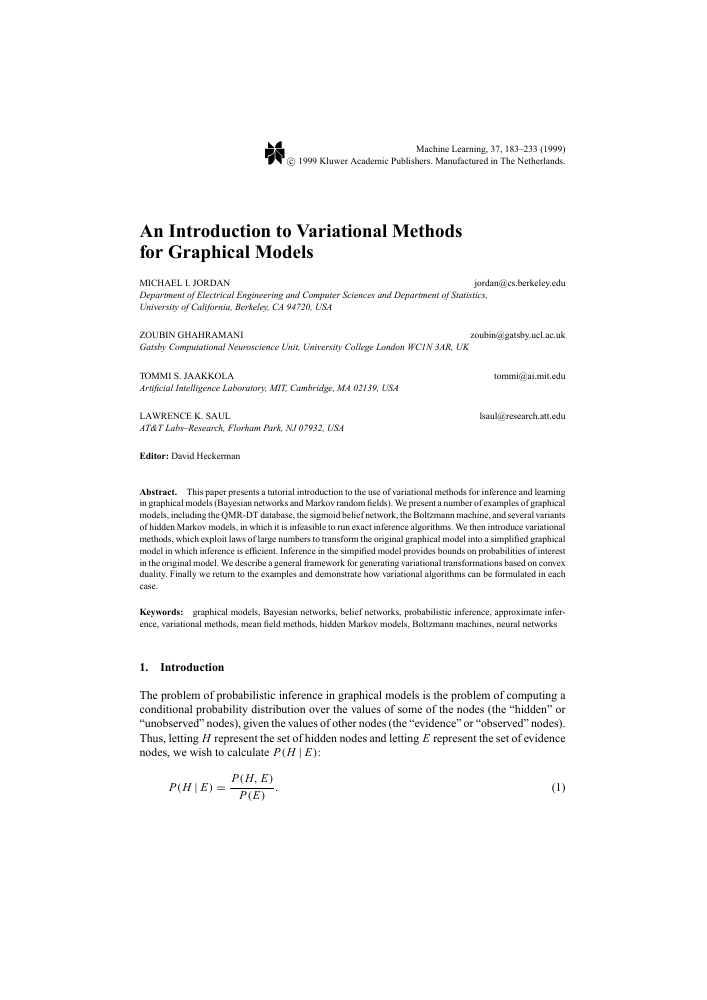 Machine Learning, 37, 183–233 (1999)
© 1999 Kluwer Academic Publishers. Manufactured in The Netherlands.
An Introduction to Variational Methods
for Graphical Models
MICHAEL I. JORDAN jordan@cs.berkeley.edu
Department of Electrical Engineering and Computer Sciences and Department of Statistics,
University of California, Berkeley, CA 94720, USA
ZOUBIN GHAHRAMANI zoubin@gatsby.ucl.ac.uk
Gatsby Computational Neuroscience Unit, University College London WC1N 3AR, UK
TOMMI S. JAAKKOLA tommi@ai.mit.edu
Artificial Intelligence Laboratory, MIT, Cambridge, MA 02139, USA
LAWRENCE K. SAUL lsaul@research.att.edu
AT&T Labs–Research, Florham Park, NJ 07932, USA
Editor: David Heckerman
Abstract. This paper presents a tutorial introduction to the use of variational methods for inference and learning
in graphical models (Bayesian networks and Markov random fields). We present a number of examples of graphical
models, including the QMR-DT database, the sigmoid belief network, the Boltzmann machine, and several variants
of hidden Markov models, in which it is infeasible to run exact inference algorithms. We then introduce variational
methods, which exploit laws of large numbers to transform the original graphical model into a simplified graphical
model in which inference is efficient. Inference in the simpified model provides bounds on probabilities of interest
in the original model. We describe a general framework for generating variational transformations based on convex
duality. Finally we return to the examples and demonstrate how variational algorithms can be formulated in each
case.
Keywords: graphical models, Bayesian networks, belief networks, probabilistic inference, approximate infer-
ence, variational methods, mean field methods, hidden Markov models, Boltzmann machines, neural networks
1. Introduction
The problem of probabilistic inference in graphical models is the problem of computing a
conditional probability distribution over the values of some of the nodes (the “hidden” or
“unobserved” nodes), given the values of other nodes (the “evidence” or “observed” nodes).
Thus, letting H represent the set of hidden nodes and letting E represent the set of evidence
nodes, we wish to calculate P(H | E):
P(H | E) = P(H, E) / P(E). (1)